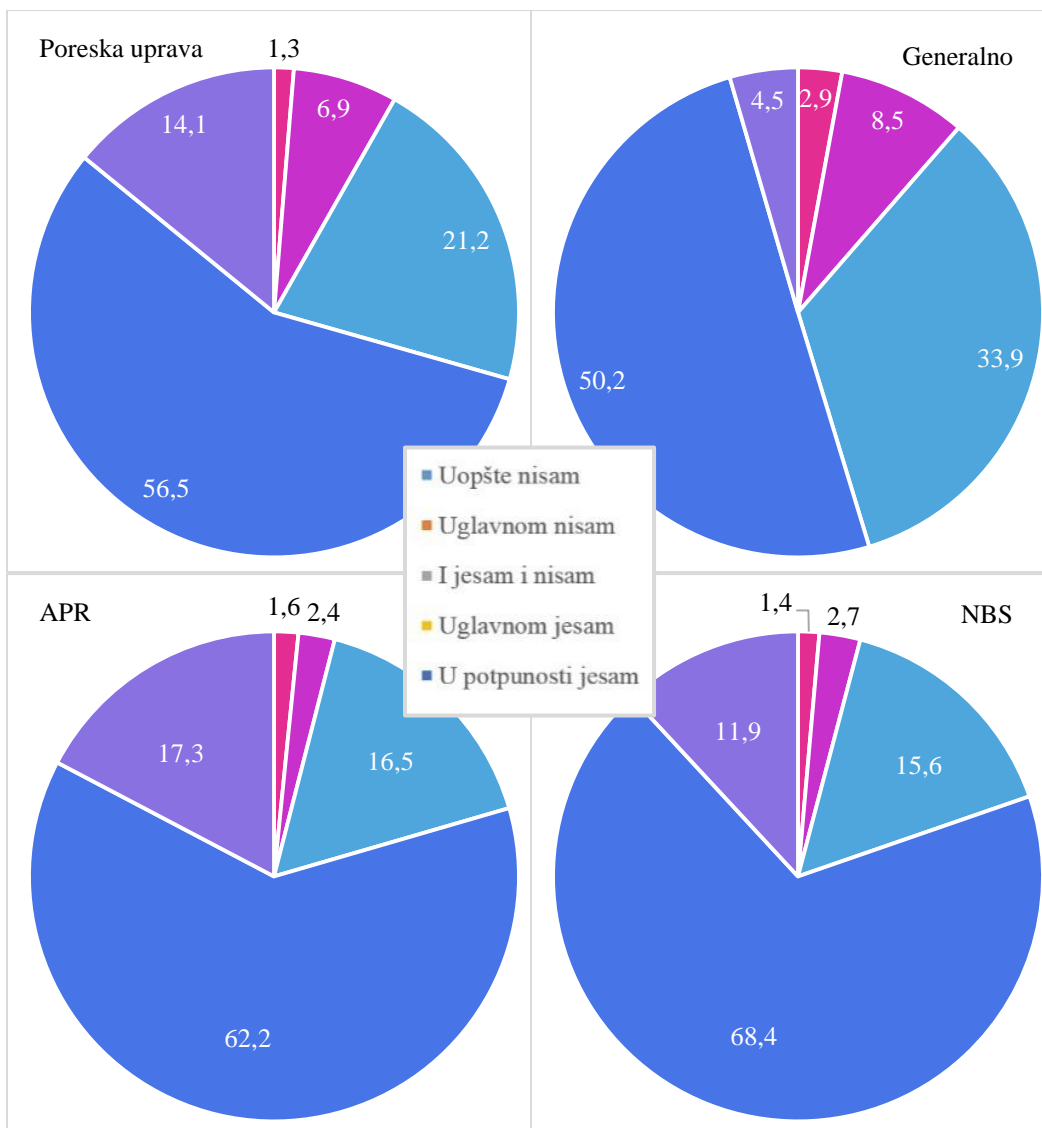 Poreska uprava
1,3
6,9
14,1
21,2
56,5
Generalno
4,5
2,9
8,5
33,9
50,2
Uopšte nisam
Uglavnom nisam
I jesam i nisam
Uglavnom jesam
U potpunosti jesam
APR
1,6
2,4
17,3
16,5
62,2
NBS
1,4
2,7
11,9
15,6
68,4